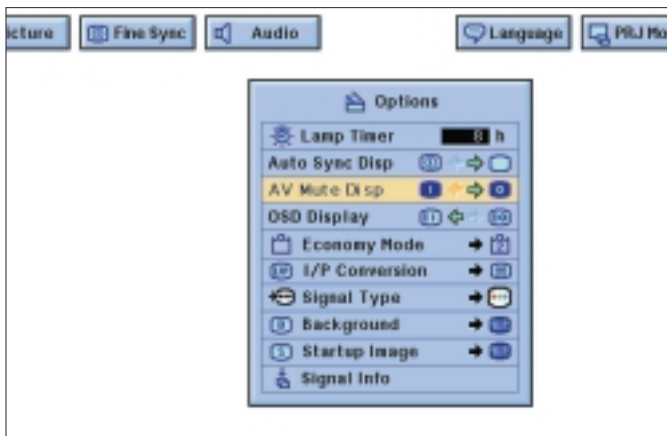 icture Fine Sync Audio Language PRJ Mo
Options
Lamp Timer 8 h
Auto Sync Disp
AV Mute Disp
OSD Display
Economy Mode
I/P Conversion
Signal Type
Background
Startup Image
Signal Info